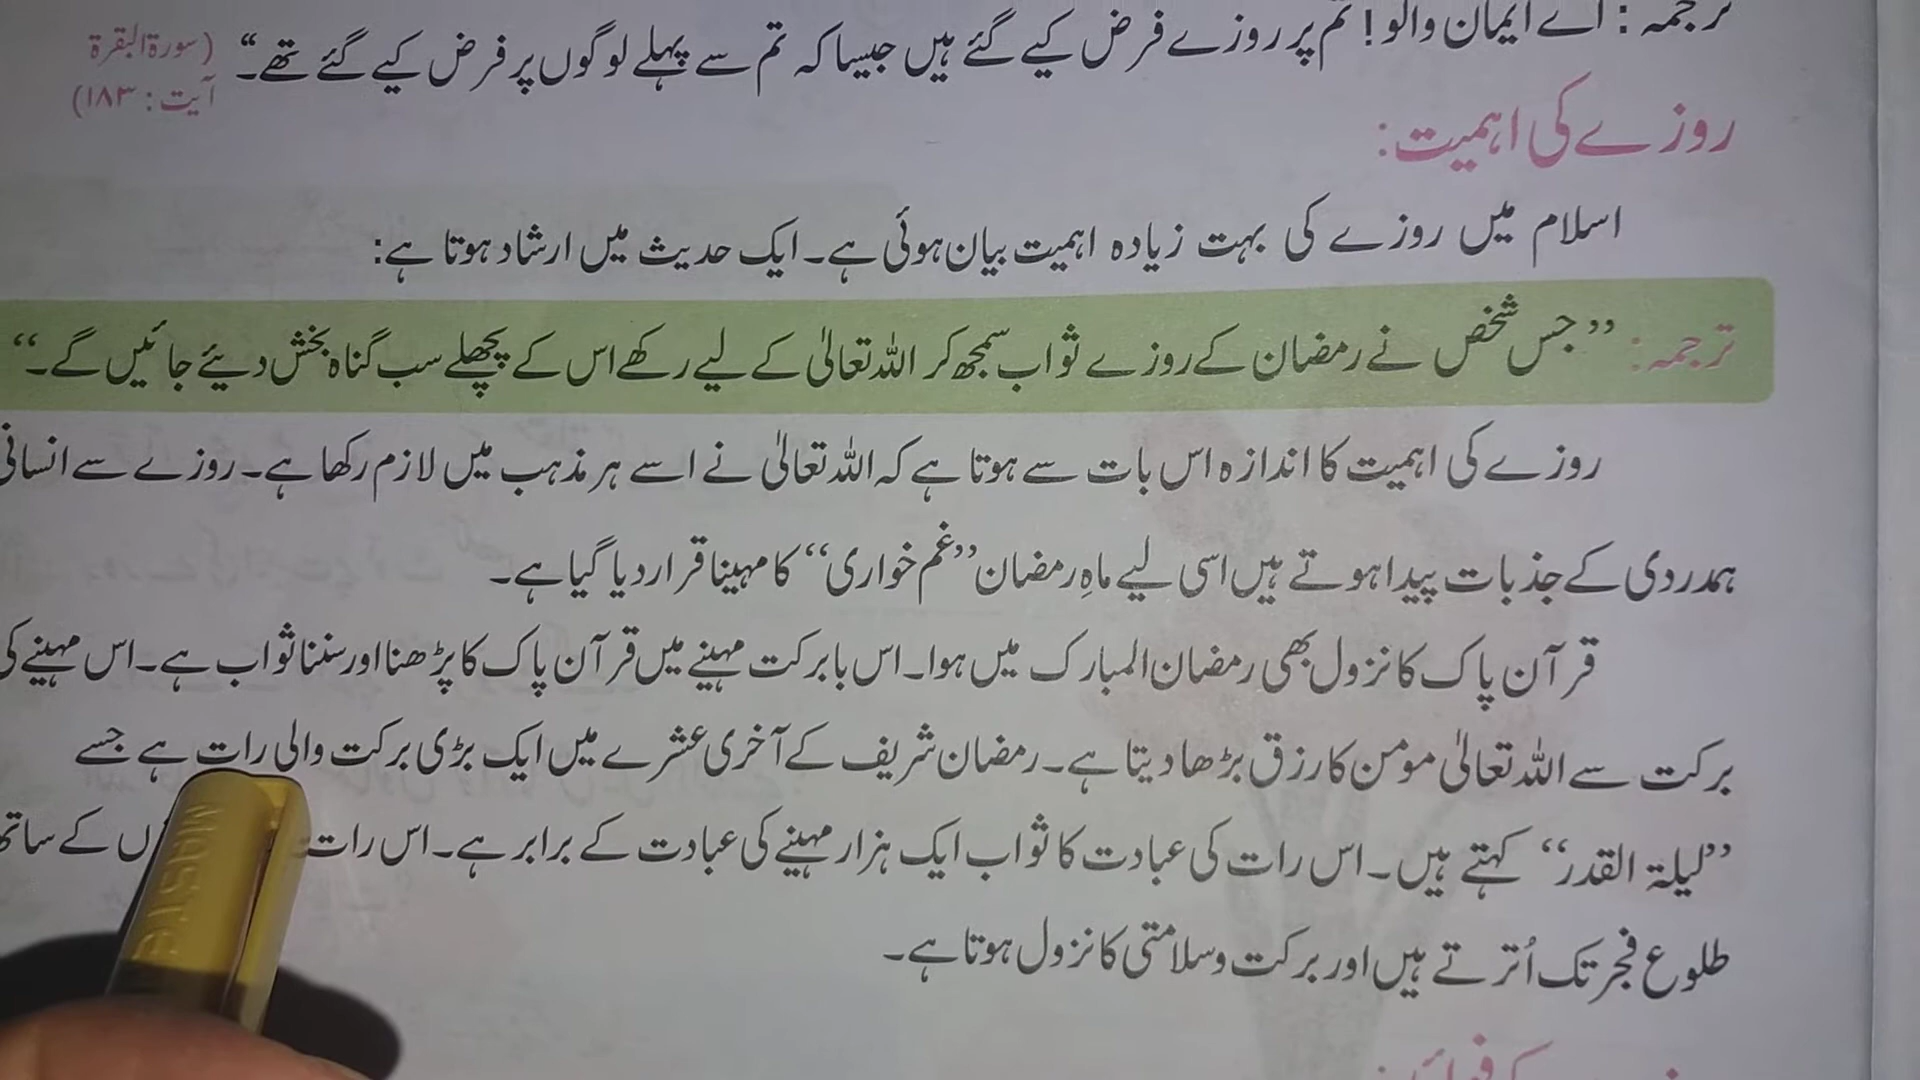 ترجمہ: اے ایمان والو! تم پر روزے فرض کیے گئے ہیں جیسا کہ تم سے پہلے لوگوں پر فرض کیے گئے تھے۔“ (سورۃ البقرۃ
آیت: ۱۸۳)
روزے کی اہمیت:
اسلام میں روزے کی بہت زیادہ اہمیت بیان ہوئی ہے۔ ایک حدیث میں ارشاد ہوتا ہے:
ترجمہ: ”جس شخص نے رمضان کے روزے ثواب سمجھ کر اللہ تعالیٰ کے لیے رکھے اس کے پچھلے سب گناہ بخش دیئے جائیں گے۔“
روزے کی اہمیت کا اندازہ اس بات سے ہوتا ہے کہ اللہ تعالیٰ نے اسے ہر مذہب میں لازم رکھا ہے۔ روزے سے انسانی
ہمدردی کے جذبات پیدا ہوتے ہیں اسی لیے ماہِ رمضان ”غم خواری“ کا مہینا قرار دیا گیا ہے۔
قرآن پاک کا نزول بھی رمضان المبارک میں ہوا۔ اس بابرکت مہینے میں قرآن پاک کا پڑھنا اور سننا ثواب ہے۔ اس مہینے کی
برکت سے اللہ تعالیٰ مومن کا رزق بڑھا دیتا ہے۔ رمضان شریف کے آخری عشرے میں ایک بڑی برکت والی رات ہے جسے
”لیلۃ القدر“ کہتے ہیں۔ اس رات کی عبادت کا ثواب ایک ہزار مہینے کی عبادت کے برابر ہے۔ اس رات کے ساتھ
طلوع فجر تک اُترتے ہیں اور برکت و سلامتی کا نزول ہوتا ہے۔